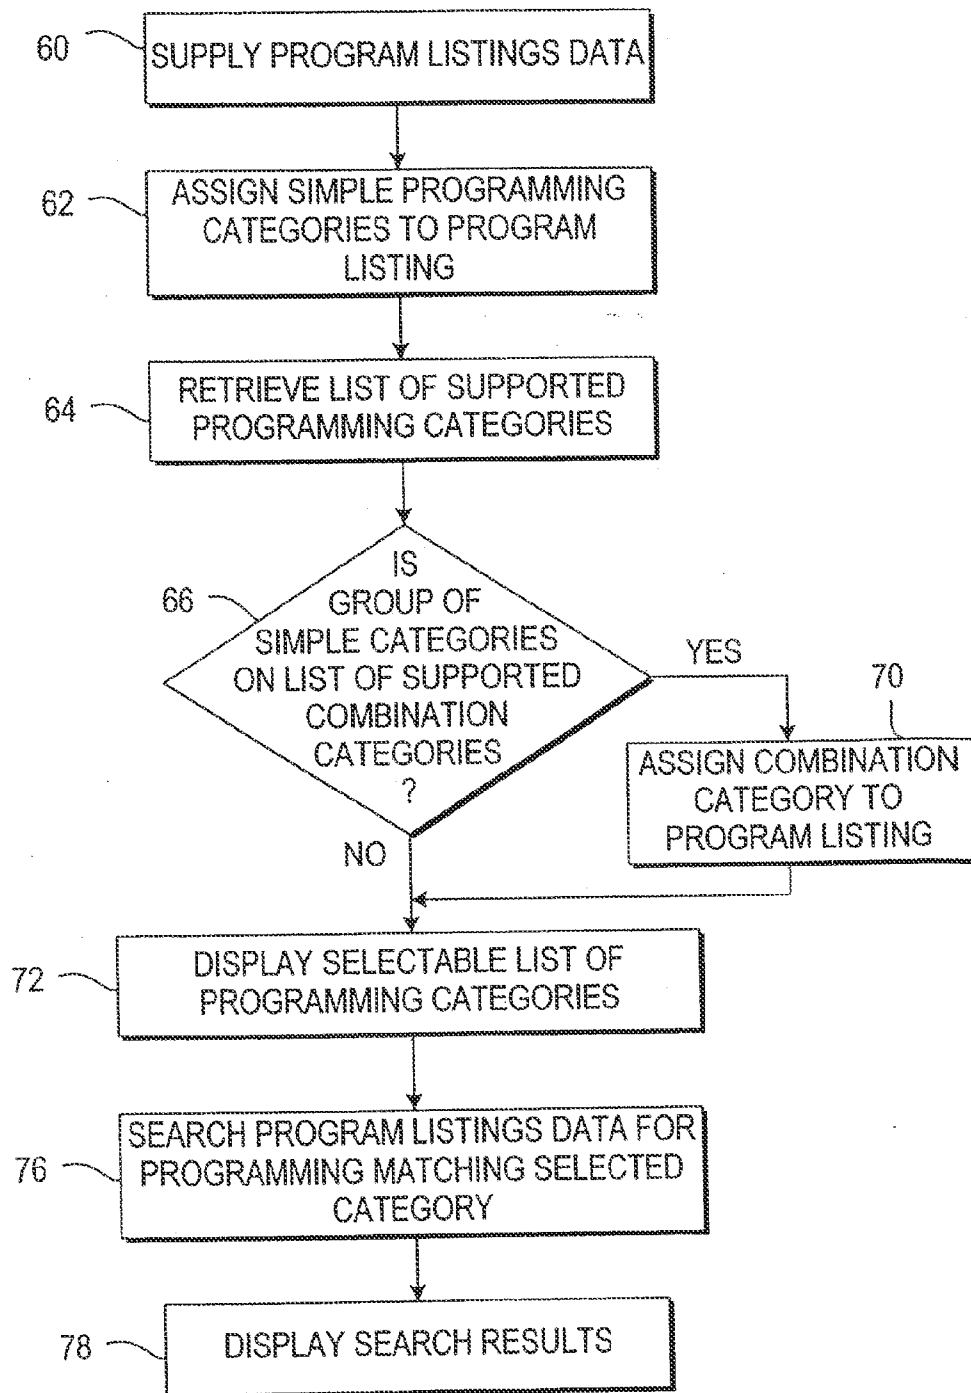 60
SUPPLY PROGRAM LISTINGS DATA
62
ASSIGN SIMPLE PROGRAMMING
CATEGORIES TO PROGRAM
LISTING
64
RETRIEVE LIST OF SUPPORTED
PROGRAMMING CATEGORIES
66
IS
GROUP OF
SIMPLE CATEGORIES
ON LIST OF SUPPORTED
COMBINATION
CATEGORIES
?
YES
70
ASSIGN COMBINATION
CATEGORY TO
PROGRAM LISTING
NO
72
DISPLAY SELECTABLE LIST OF
PROGRAMMING CATEGORIES
76
SEARCH PROGRAM LISTINGS DATA FOR
PROGRAMMING MATCHING SELECTED
CATEGORY
78
DISPLAY SEARCH RESULTS